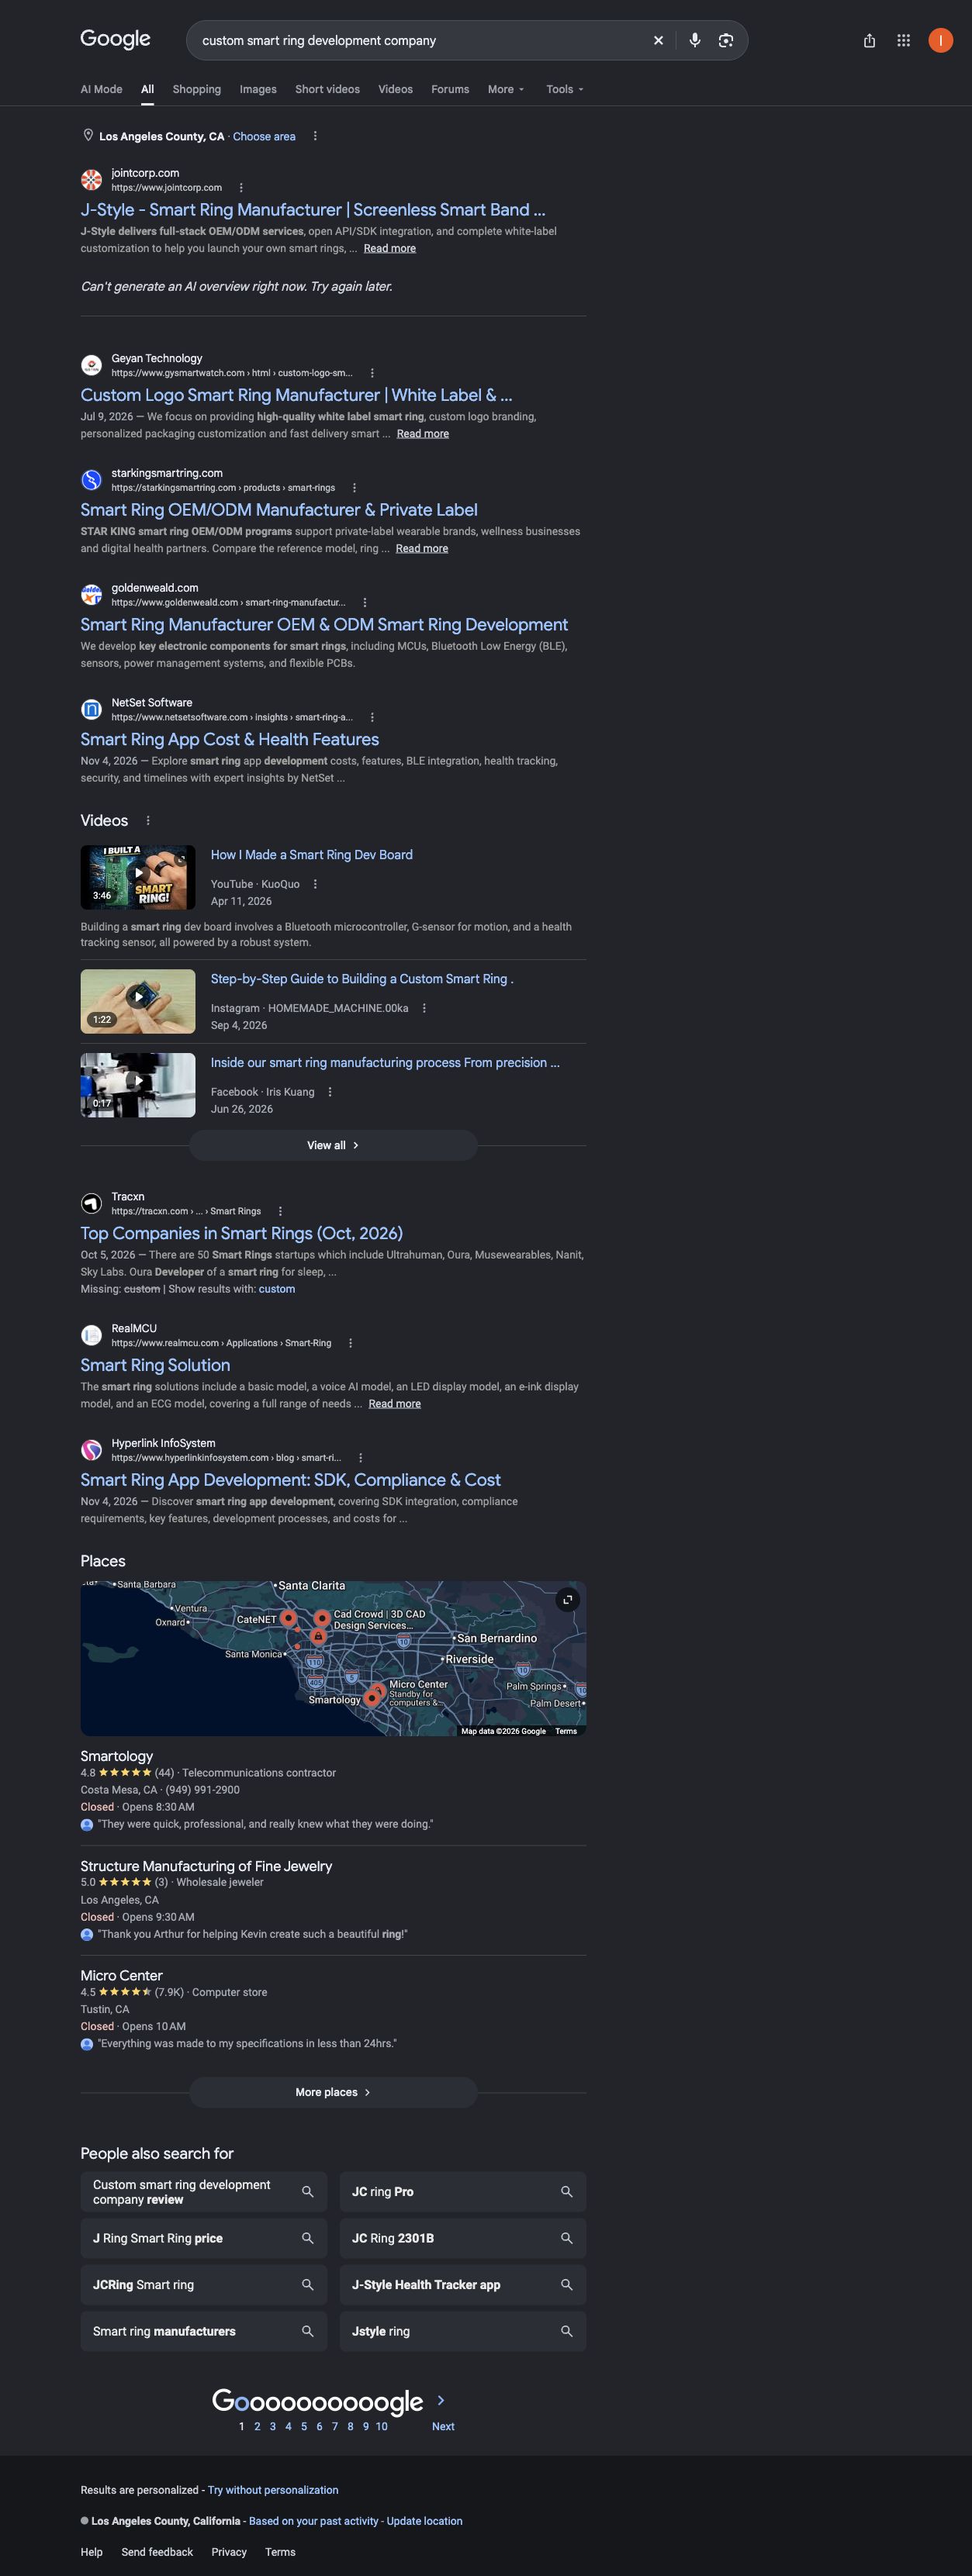 Google
custom smart ring development company
I
AI Mode All Shopping Images Short videos Videos Forums More Tools
Los Angeles County, CA · Choose area
jointcorp.com
https://www.jointcorp.com
J-Style - Smart Ring Manufacturer | Screenless Smart Band ...
J-Style delivers full-stack OEM/ODM services, open API/SDK integration, and complete white-label
customization to help you launch your own smart rings, ... Read more
Can't generate an AI overview right now. Try again later.
Geyan Technology
https://www.gysmartwatch.com › html › custom-logo-sm...
Custom Logo Smart Ring Manufacturer | White Label & ...
Jul 9, 2026 — We focus on providing high-quality white label smart ring, custom logo branding,
personalized packaging customization and fast delivery smart ... Read more
starkingsmartring.com
https://starkingsmartring.com › products › smart-rings
Smart Ring OEM/ODM Manufacturer & Private Label
STAR KING smart ring OEM/ODM programs support private-label wearable brands, wellness businesses
and digital health partners. Compare the reference model, ring ... Read more
goldenweald.com
https://www.goldenweald.com › smart-ring-manufactur...
Smart Ring Manufacturer OEM & ODM Smart Ring Development
We develop key electronic components for smart rings, including MCUs, Bluetooth Low Energy (BLE),
sensors, power management systems, and flexible PCBs.
NetSet Software
https://www.netsetsoftware.com › insights › smart-ring-a...
Smart Ring App Cost & Health Features
Nov 4, 2026 — Explore smart ring app development costs, features, BLE integration, health tracking,
security, and timelines with expert insights by NetSet ...
Videos
I BUILT A
SMART
RING!
3:46
How I Made a Smart Ring Dev Board
YouTube · KuoQuo
Apr 11, 2026
Building a smart ring dev board involves a Bluetooth microcontroller, G-sensor for motion, and a health
tracking sensor, all powered by a robust system.
1:22
Step-by-Step Guide to Building a Custom Smart Ring .
Instagram · HOMEMADE_MACHINE.00ka
Sep 4, 2026
0:17
Inside our smart ring manufacturing process From precision ...
Facebook · Iris Kuang
Jun 26, 2026
View all
Tracxn
https://tracxn.com › ... › Smart Rings
Top Companies in Smart Rings (Oct, 2026)
Oct 5, 2026 — There are 50 Smart Rings startups which include Ultrahuman, Oura, Musewearables, Nanit,
Sky Labs. Oura Developer of a smart ring for sleep, ...
Missing: custom | Show results with: custom
RealMCU
https://www.realmcu.com › Applications › Smart-Ring
Smart Ring Solution
The smart ring solutions include a basic model, a voice AI model, an LED display model, an e-ink display
model, and an ECG model, covering a full range of needs ... Read more
Hyperlink InfoSystem
https://www.hyperlinkinfosystem.com › blog › smart-ri...
Smart Ring App Development: SDK, Compliance & Cost
Nov 4, 2026 — Discover smart ring app development, covering SDK integration, compliance
requirements, key features, development processes, and costs for ...
Places
Santa Barbara
Santa Clarita
Ventura
Oxnard
CateNET
Cad Crowd | 3D CAD
Design Services...
Santa Monica
10
San Bernardino
Riverside
110
405
5
10
10
Palm Springs
Palm Desert
Micro Center
Standby for
computers &...
Smartology
Map data ©2026 Google Terms
Smartology
4.8 (44) · Telecommunications contractor
Costa Mesa, CA · (949) 991-2900
Closed · Opens 8:30 AM
"They were quick, professional, and really knew what they were doing."
Structure Manufacturing of Fine Jewelry
5.0 (3) · Wholesale jeweler
Los Angeles, CA
Closed · Opens 9:30 AM
"Thank you Arthur for helping Kevin create such a beautiful ring!"
Micro Center
4.5 (7.9K) · Computer store
Tustin, CA
Closed · Opens 10 AM
"Everything was made to my specifications in less than 24hrs."
More places
People also search for
Custom smart ring development
company review
JC ring Pro
J Ring Smart Ring price
JC Ring 2301B
JCRing Smart ring
J-Style Health Tracker app
Smart ring manufacturers
Jstyle ring
Goooooooooogle
1 2 3 4 5 6 7 8 9 10 Next
Results are personalized - Try without personalization
Los Angeles County, California - Based on your past activity - Update location
Help Send feedback Privacy Terms